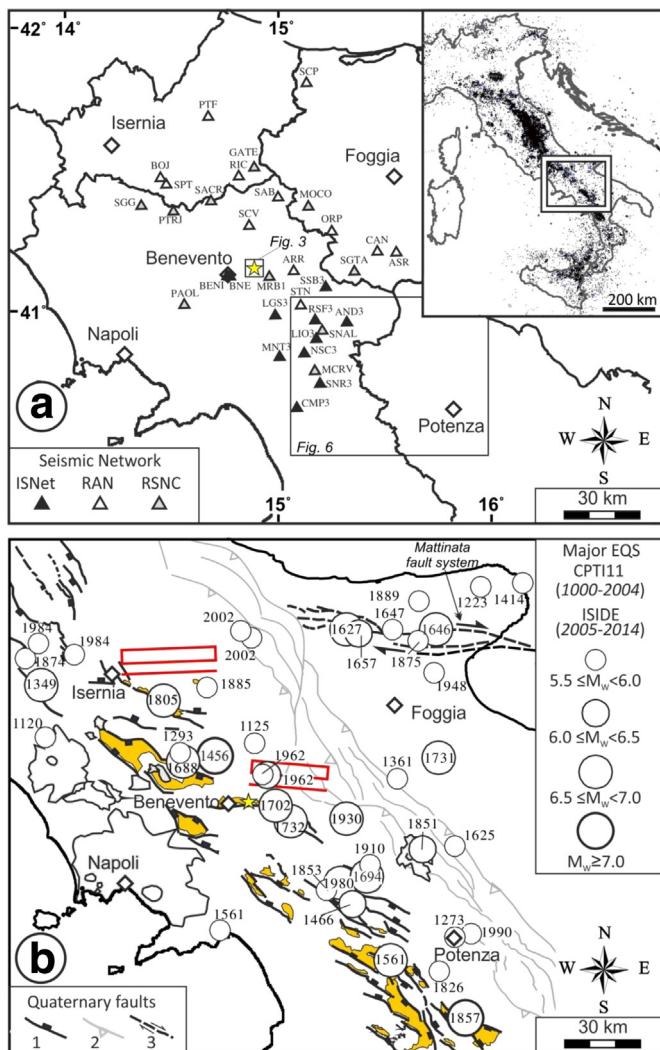 42° 14° 15°
SCP
PTF
Isernia
GATE
RIC
BOJ
SPT
Foggia
SACR
SAB
MOCO
SGG
PTRJ
SCV
ORP
Fig. 3
CAN
Benevento
ARR
SGTA
ASR
BENI BNE
MRB1
SSB3
200 km
PAOL
STN
41°
LGS3
RSF3
AND3
SNAL
LIO3
Napoli
MNT3
NSC3
MCRV
SNR3
CMP3
Potenza
Fig. 6
a
N
W E
S
Seismic Network
ISNet RAN RSNC
30 km
15° 16°
Mattinata
fault system
Major EQS
CPTI11
(1000-2004)
ISIDE
(2005-2014)
5.5 ≤Mw<6.0
6.0 ≤Mw<6.5
6.5 ≤Mw<7.0
Mw≥7.0
1889
1223
1414
1647
2002
1627
1646
1984
1984
2002
1657
1875
1874
1349
Isernia
1885
1948
1805
Foggia
1120
1293
1125
1456
1688
1962
1731
1962
1361
Benevento
1702
1732
1930
1851
1625
1910
Napoli
1853
1694
1980
1466
1273
1990
1561
Potenza
1561
1826
1857
b
N
W E
S
Quaternary faults
1 2 3
30 km